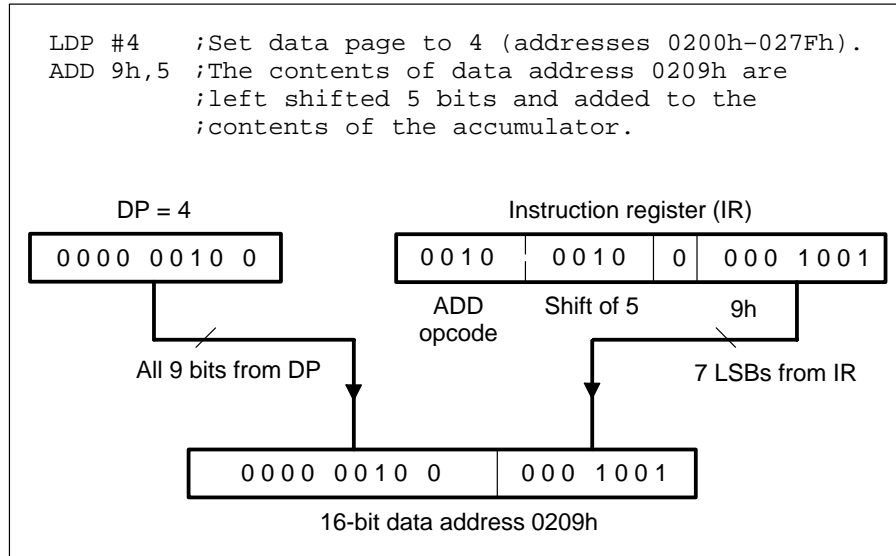 LDP #4 ;Set data page to 4 (addresses 0200h–027Fh).
ADD 9h,5 ;The contents of data address 0209h are
;left shifted 5 bits and added to the
;contents of the accumulator.
DP = 4
Instruction register (IR)
0000 0010 0
0010 0010 0 000 1001
ADD
opcode
Shift of 5
9h
All 9 bits from DP
7 LSBs from IR
0000 0010 0 000 1001
16-bit data address 0209h